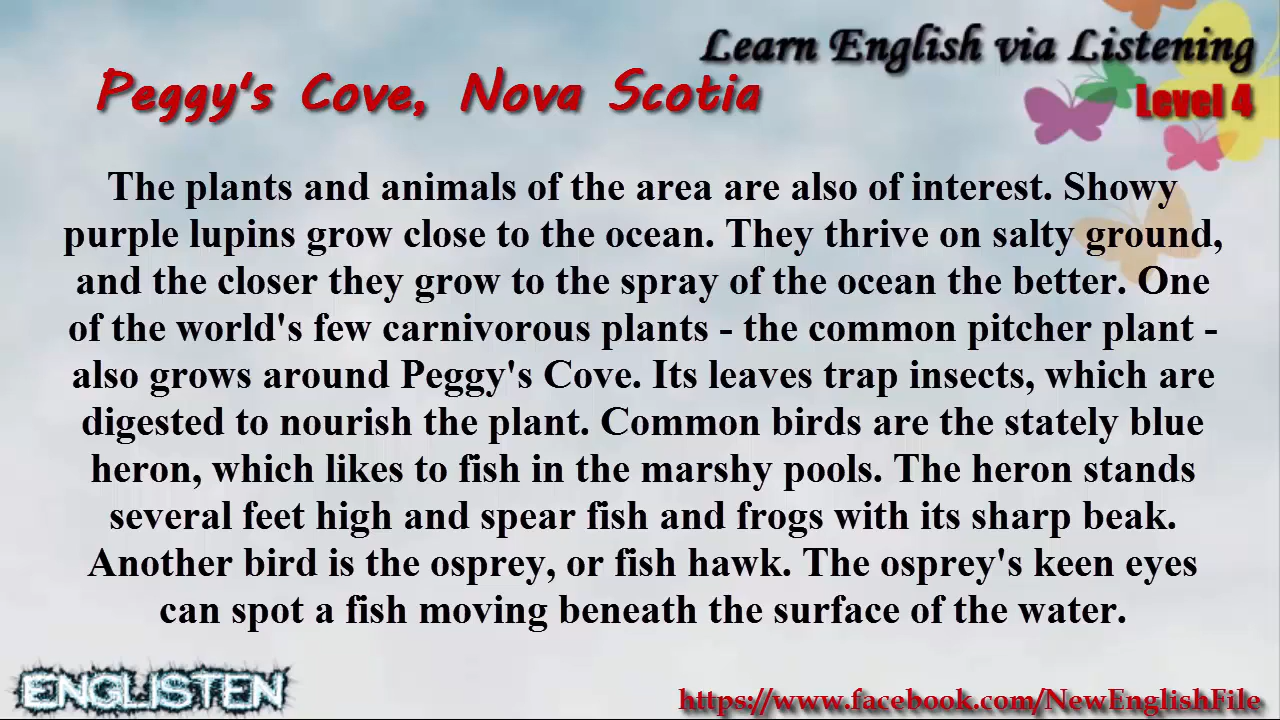 Learn English via Listening
Peggy's Cove, Nova Scotia
Level 4
The plants and animals of the area are also of interest. Showy
purple lupins grow close to the ocean. They thrive on salty ground,
and the closer they grow to the spray of the ocean the better. One
of the world's few carnivorous plants - the common pitcher plant -
also grows around Peggy's Cove. Its leaves trap insects, which are
digested to nourish the plant. Common birds are the stately blue
heron, which likes to fish in the marshy pools. The heron stands
several feet high and spear fish and frogs with its sharp beak.
Another bird is the osprey, or fish hawk. The osprey's keen eyes
can spot a fish moving beneath the surface of the water.
ENGLISTEN
https://www.facebook.com/NewEnglishFile